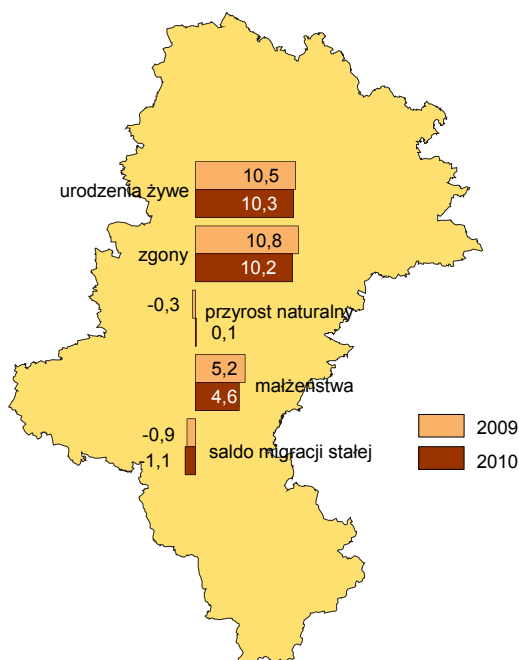 10,5
urodzenia żywe
10,3
10,8
zgony
10,2
-0,3
przyrost naturalny
0,1
5,2
małżeństwa
4,6
-0,9
saldo migracji stałej
-1,1
2009
2010